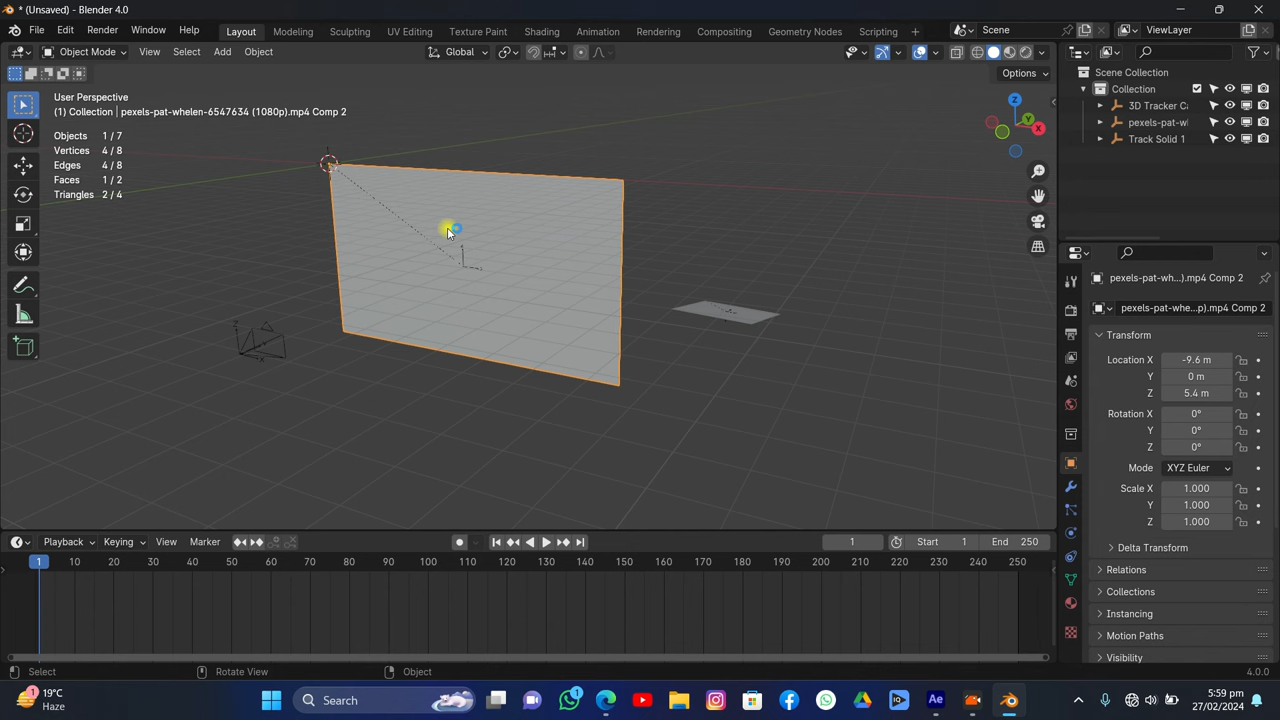 * (Unsaved) - Blender 4.0
File Edit Render Window Help Layout Modeling Sculpting UV Editing Texture Paint Shading Animation Rendering Compositing Geometry Nodes + Scene ViewLayer
Object Mode View Select Add Object Global
Options
User Perspective
(1) Collection | pexels-pat-whelen-6547634 (1080p).mp4 Comp 2
Objects 1 / 7
Vertices 4 / 8
Edges 4 / 8
Faces 1 / 2
Triangles 2 / 4
Z
Y
X
Scene Collection
Collection
3D Tracker Ca
pexels-pat-wl
Track Solid 1
pexels-pat-wh...).mp4 Comp 2
pexels-pat-whe...p).mp4 Comp 2
Transform
Location X -9.6 m
Y 0 m
Z 5.4 m
Rotation X 0°
Y 0°
Z 0°
Mode XYZ Euler
Scale X 1.000
Y 1.000
Z 1.000
Delta Transform
Relations
Collections
Instancing
Motion Paths
Visibility
Playback Keying View Marker 1 Start 1 End 250
1 10 20 30 40 50 60 70 80 90 100 110 120 130 140 150 160 170 180 190 200 210 220 230 240 250
Select Rotate View Object 4.0.0
1 19°C
Haze
Search
1
Ae
5:59 pm
27/02/2024